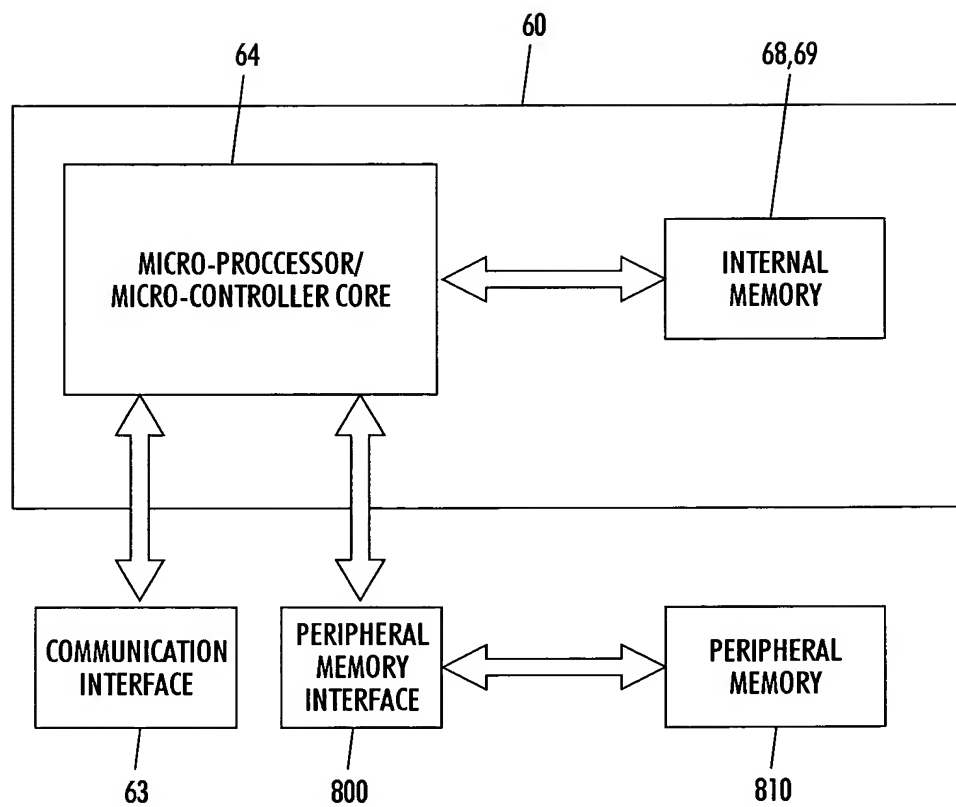 60
64
68,69
MICRO-PROCCESSOR/
MICRO-CONTROLLER CORE
INTERNAL
MEMORY
COMMUNICATION
INTERFACE
PERIPHERAL
MEMORY
INTERFACE
PERIPHERAL
MEMORY
63
800
810